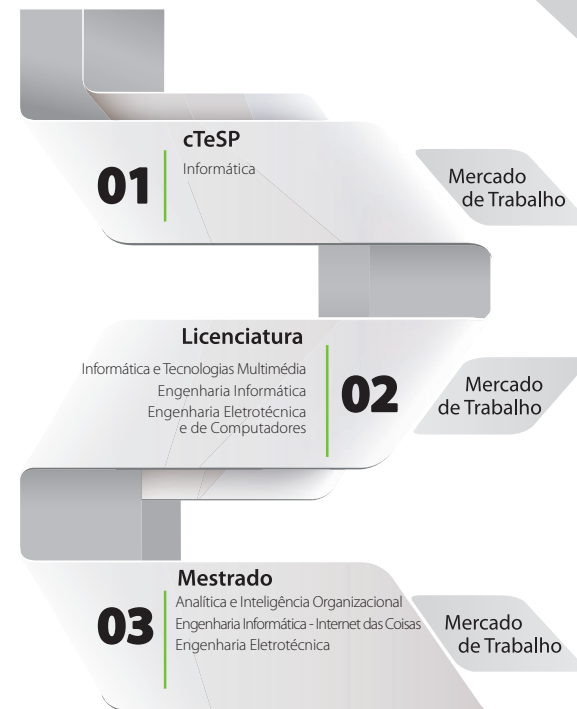 cTeSP
01
Informática
Mercado
de Trabalho
Licenciatura
Informática e Tecnologias Multimédia
Engenharia Informática
Engenharia Eletrotécnica
e de Computadores
02
Mercado
de Trabalho
Mestrado
03
Analítica e Inteligência Organizacional
Engenharia Informática - Internet das Coisas
Engenharia Eletrotécnica
Mercado
de Trabalho